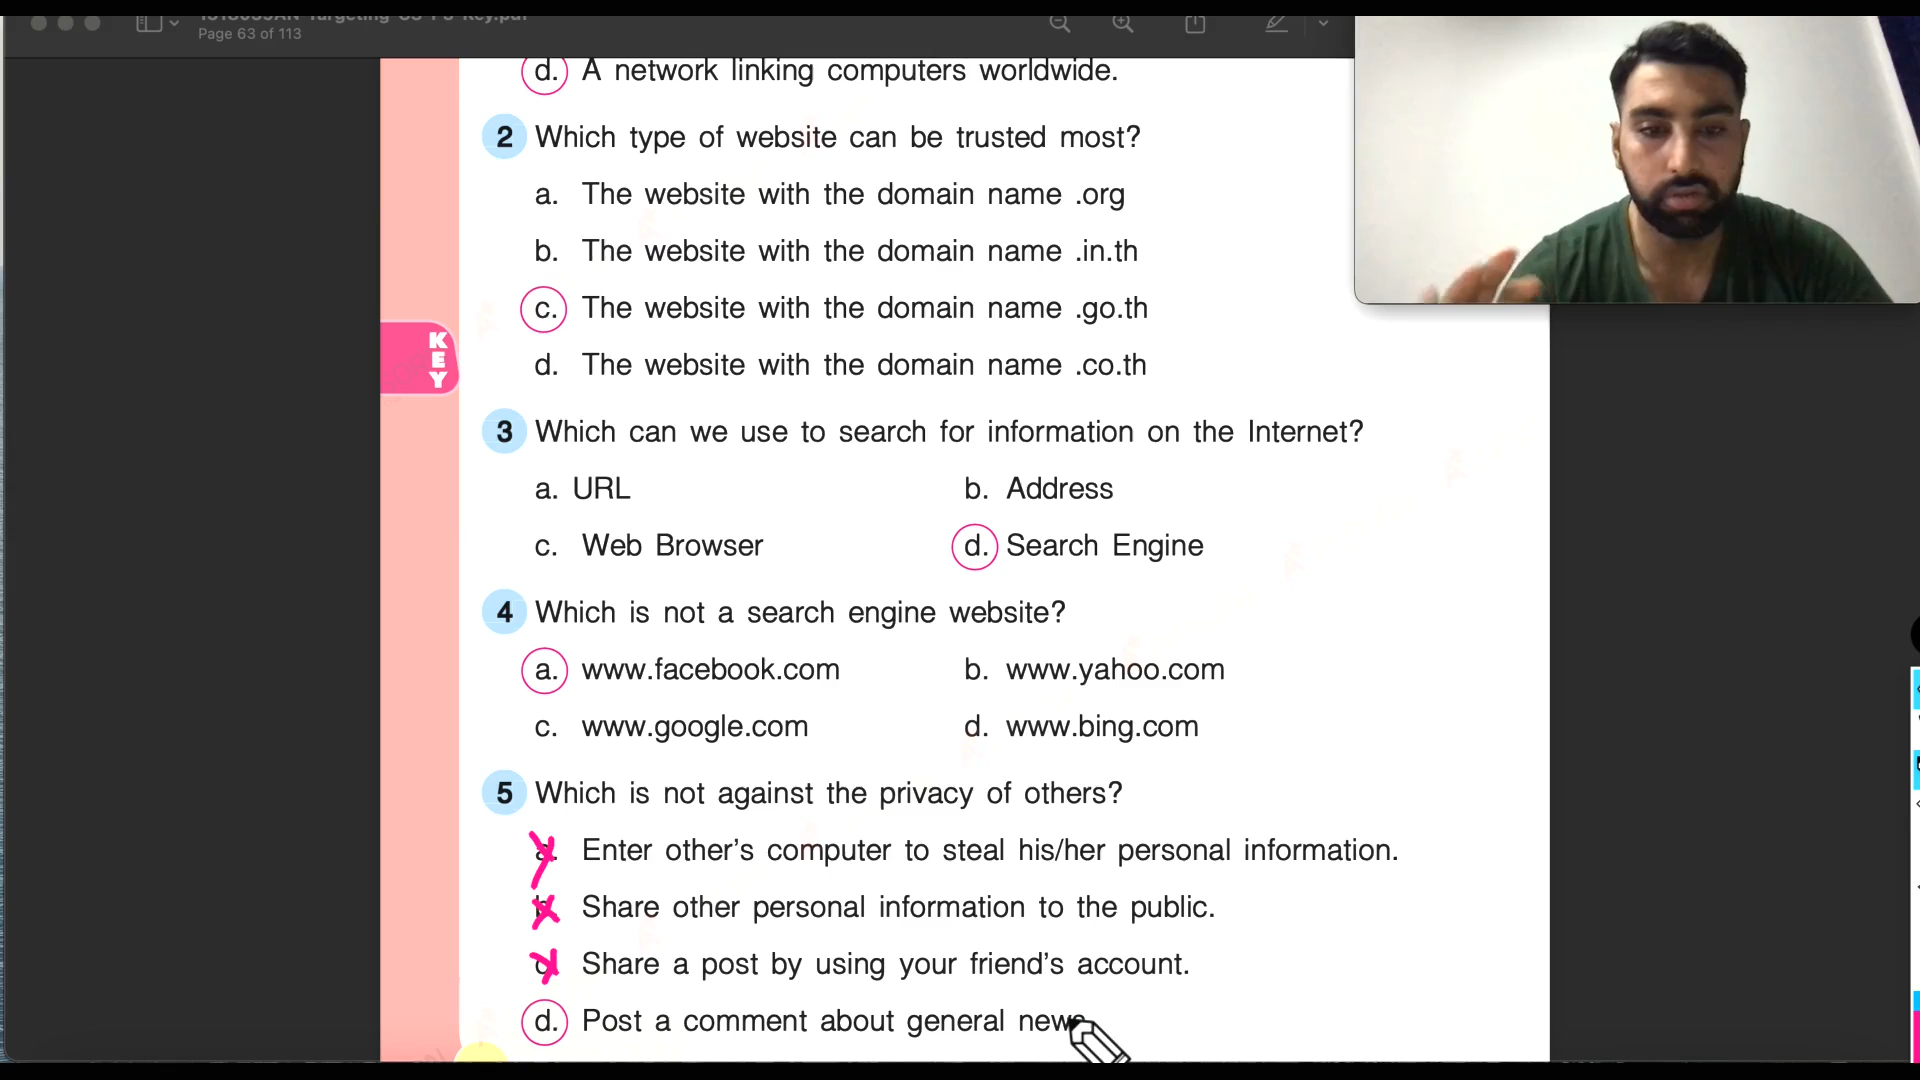 Page 63 of 113
d. A network linking computers worldwide.
2 Which type of website can be trusted most?
a. The website with the domain name .org
b. The website with the domain name .in.th
c. The website with the domain name .go.th
KEY
d. The website with the domain name .co.th
3 Which can we use to search for information on the Internet?
a. URL b. Address
c. Web Browser d. Search Engine
4 Which is not a search engine website?
a. www.facebook.com b. www.yahoo.com
c. www.google.com d. www.bing.com
5 Which is not against the privacy of others?
a. Enter other's computer to steal his/her personal information.
b. Share other personal information to the public.
c. Share a post by using your friend's account.
d. Post a comment about general news